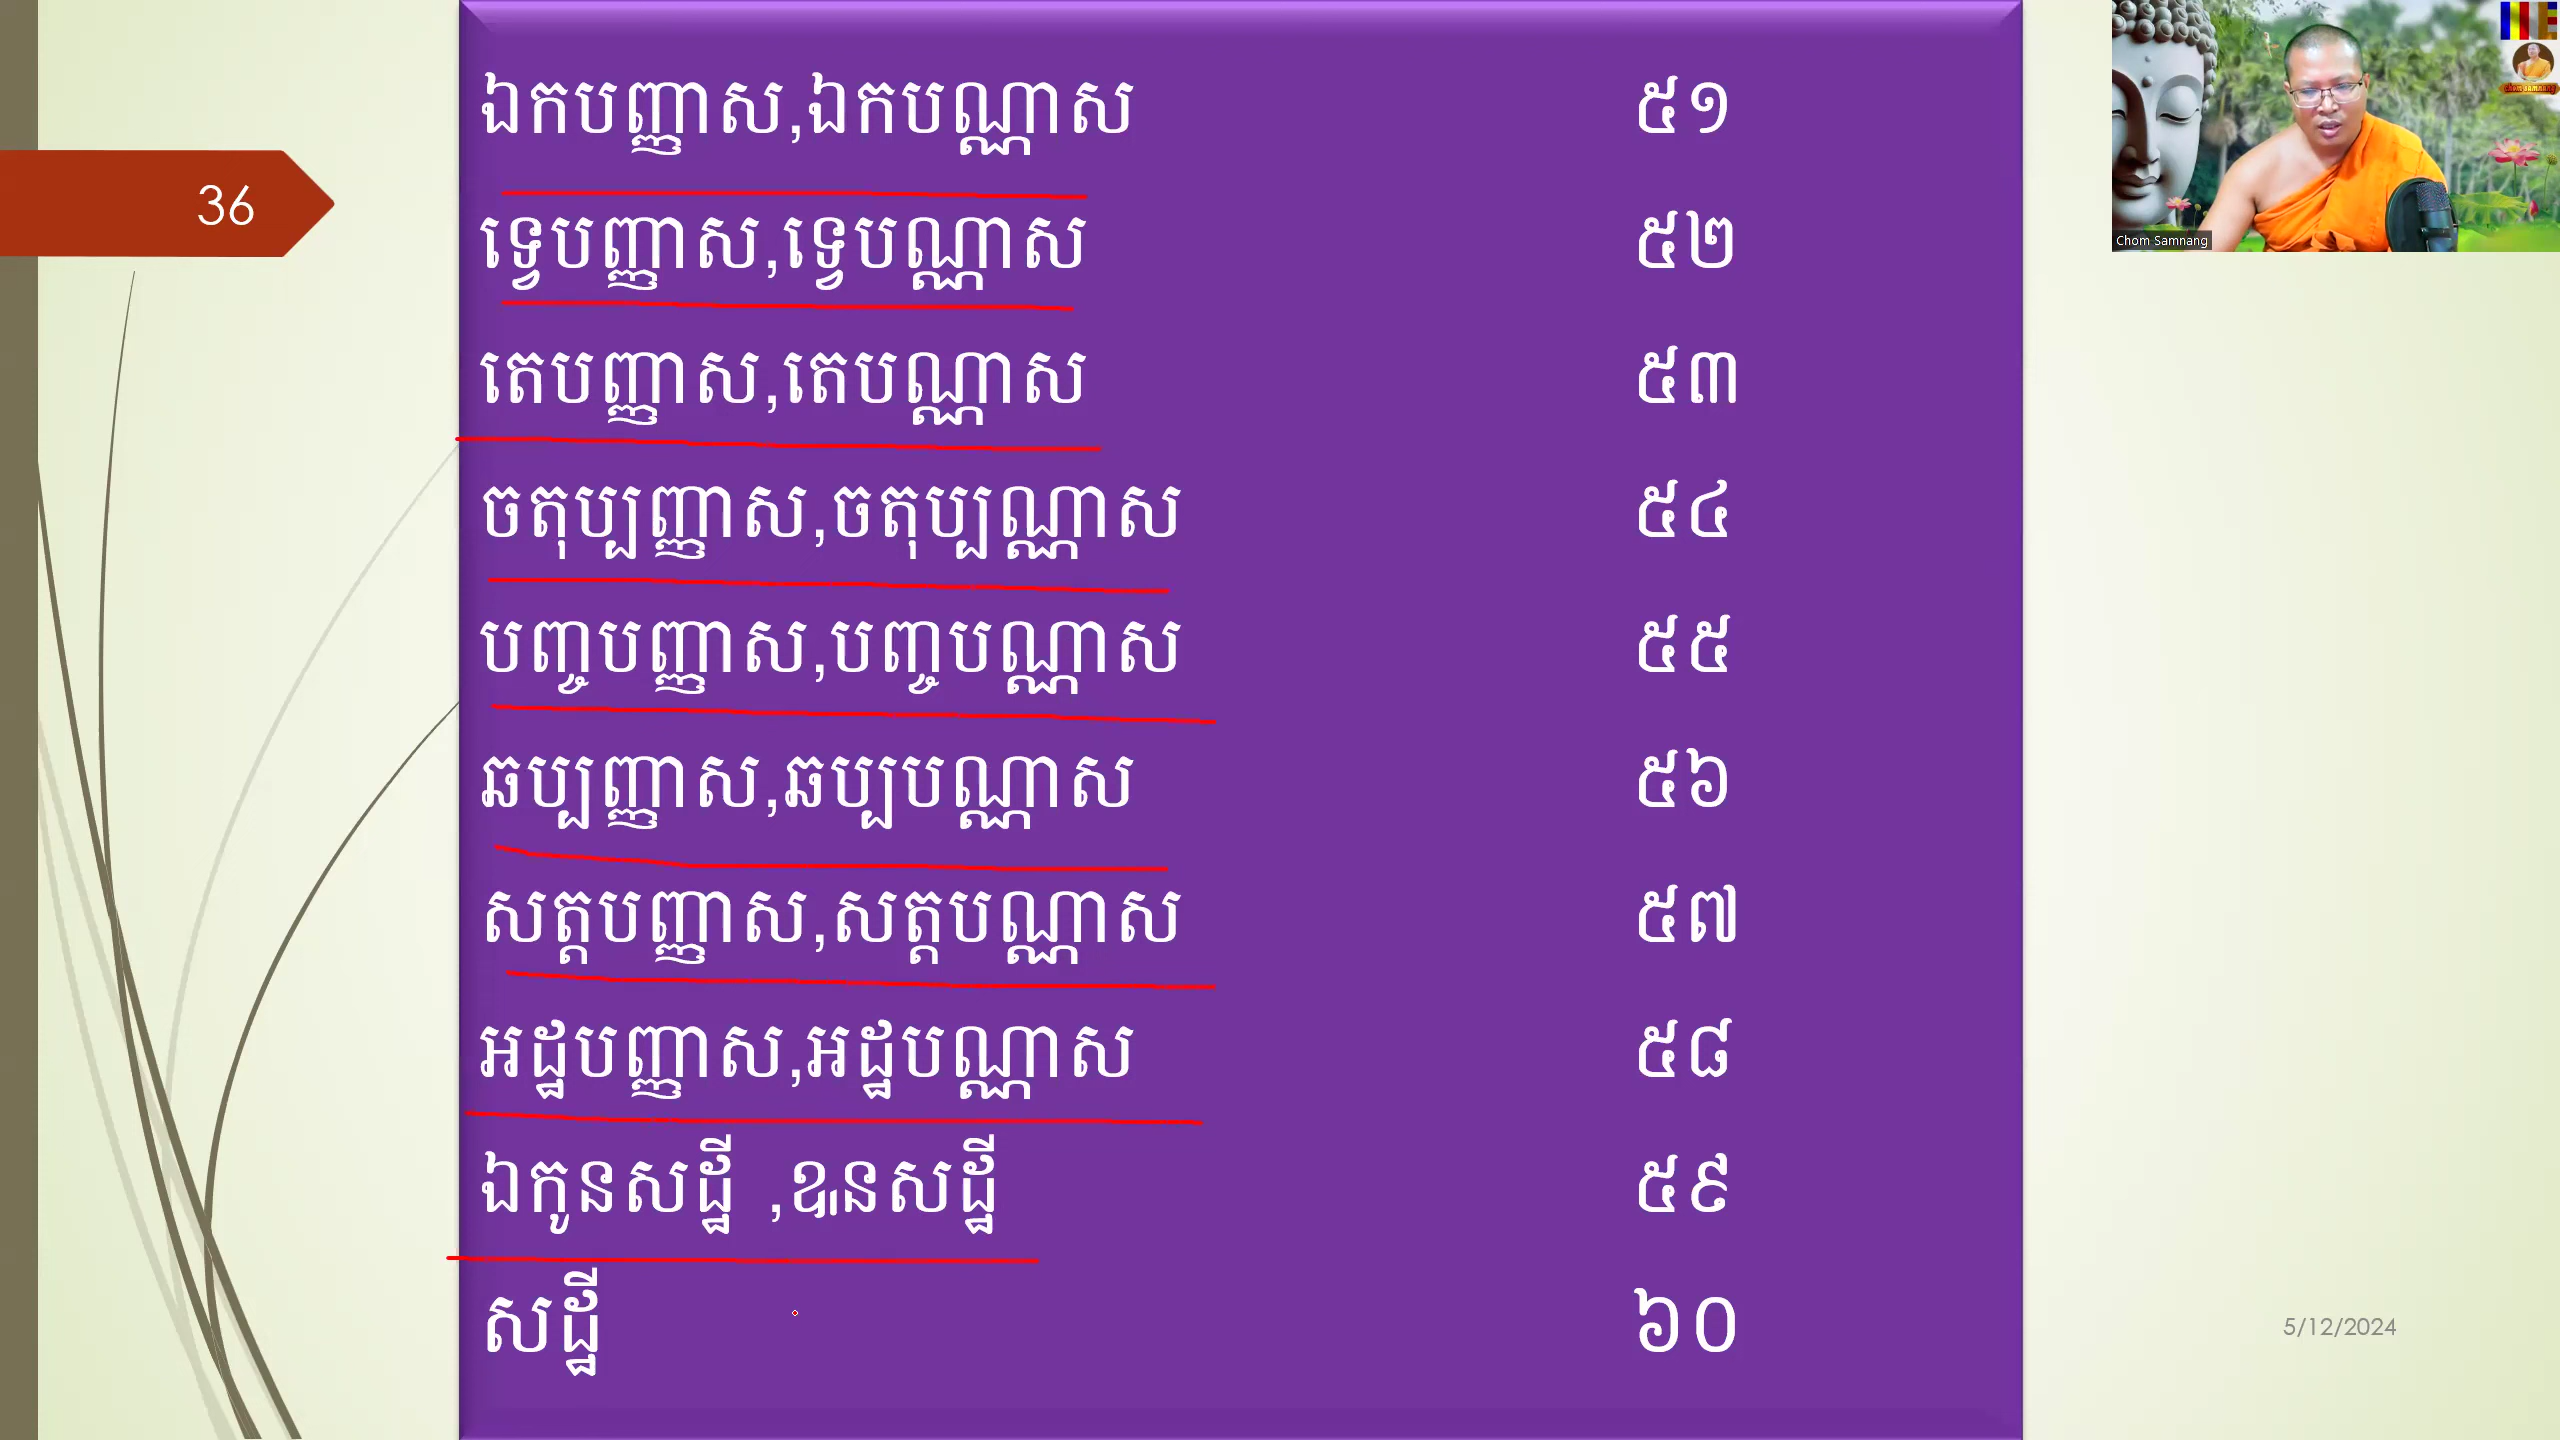 36
ឯកបញ្ញាស,ឯកបណ្ណាស ៥១
ទ្វេបញ្ញាស,ទ្វេបណ្ណាស ៥២
តេបញ្ញាស,តេបណ្ណាស ៥៣
ចតុប្បញ្ញាស,ចតុប្បណ្ណាស ៥៤
បញ្ចបញ្ញាស,បញ្ចបណ្ណាស ៥៥
ឆប្បញ្ញាស,ឆប្បបណ្ណាស ៥៦
សត្តបញ្ញាស,សត្តបណ្ណាស ៥៧
អដ្ឋបញ្ញាស,អដ្ឋបណ្ណាស ៥៨
ឯកូនសដ្ឋី ,ឩនសដ្ឋី ៥៩
សដ្ឋី ៦០
Chom Samnang
5/12/2024